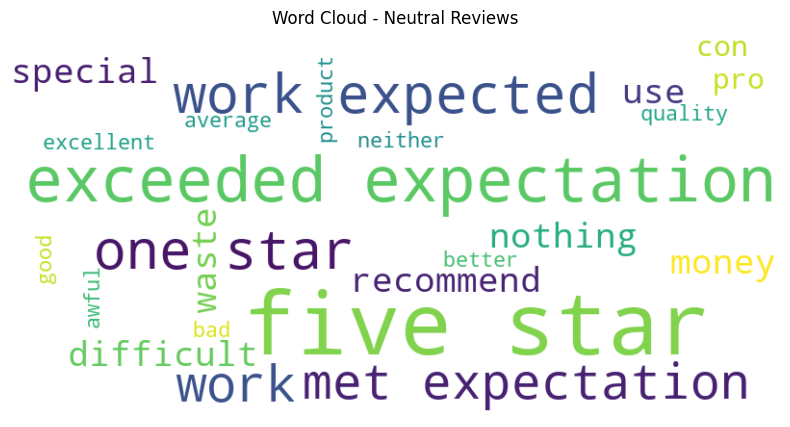 Word Cloud - Neutral Reviews
con
special
pro
work expected
use
product
quality
average
excellent
neither
exceeded expectation
nothing
one star
waste
good
better
money
recommend
awful
five star
bad
difficult
work
met expectation